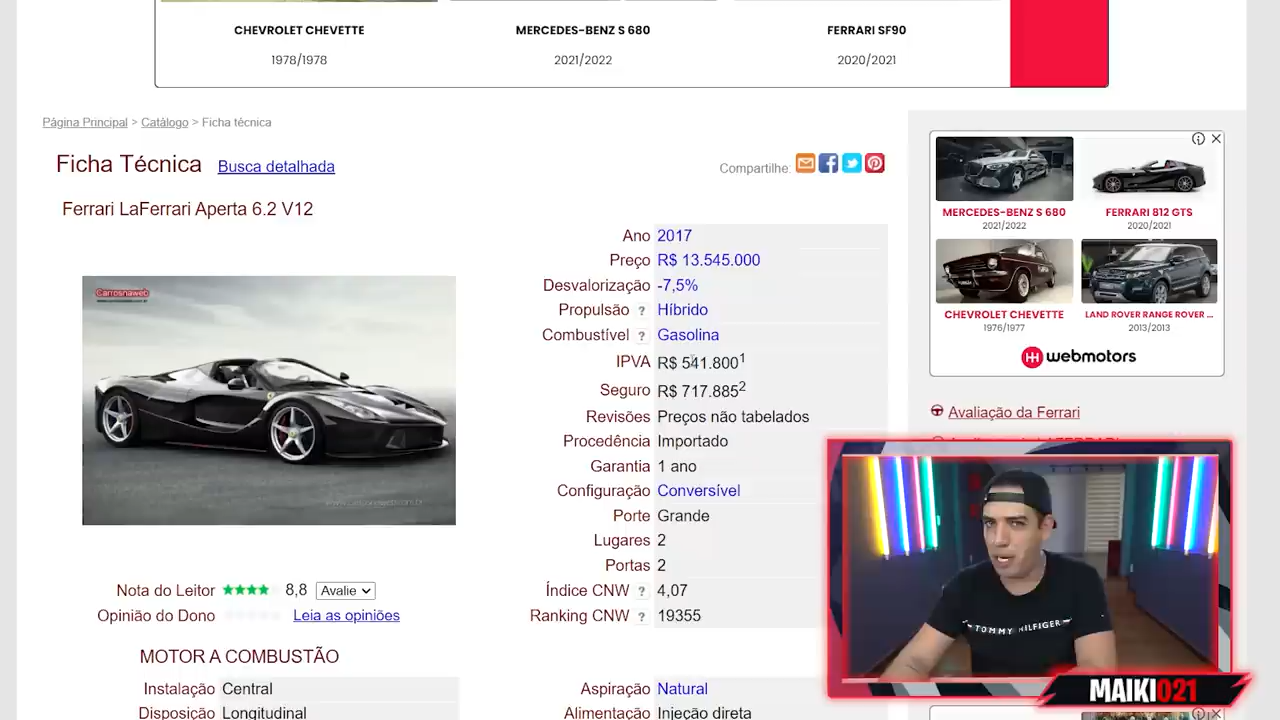 CHEVROLET CHEVETTE
1978/1978
MERCEDES-BENZ S 680
2021/2022
FERRARI SF90
2020/2021
Página Principal > Catálogo > Ficha técnica
Ficha Técnica Busca detalhada
Compartilhe:
Ferrari LaFerrari Aperta 6.2 V12
Carrosnaweb
Ano 2017
Preço R$ 13.545.000
Desvalorização -7,5%
Propulsão ? Híbrido
Combustível ? Gasolina
IPVA R$ 541.800¹
Seguro R$ 717.885²
Revisões Preços não tabelados
Procedência Importado
Garantia 1 ano
Configuração Conversível
Porte Grande
Lugares 2
Portas 2
Índice CNW ? 4,07
Ranking CNW ? 19355
Nota do Leitor 8,8 Avalie
Opinião do Dono Leia as opiniões
MOTOR A COMBUSTÃO
Instalação Central
Aspiração Natural
Disposição Longitudinal
Alimentação Injeção direta
MERCEDES-BENZ S 680
2021/2022
FERRARI 812 GTS
2020/2021
CHEVROLET CHEVETTE
1976/1977
LAND ROVER RANGE ROVER ...
2013/2013
webmotors
Avaliação da Ferrari
TOMMY HILFIGER
MAIKI021